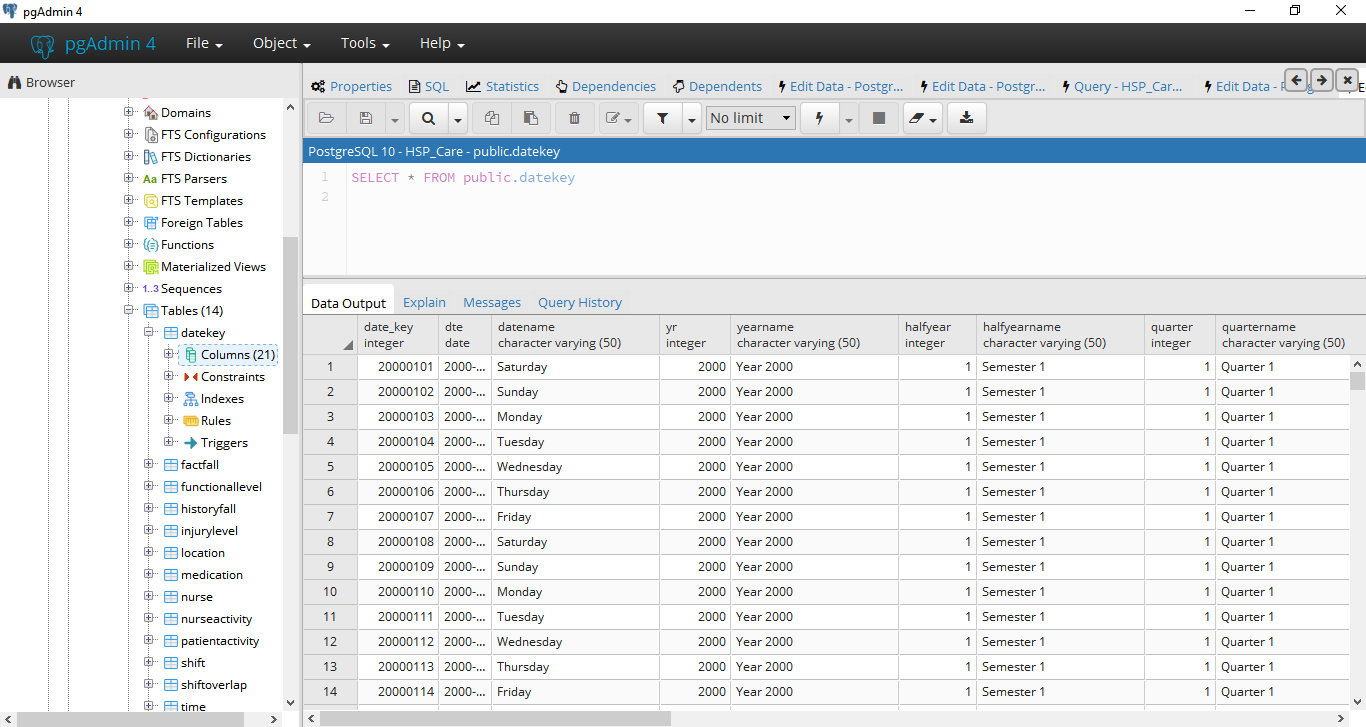 pgAdmin 4
pgAdmin 4 File Object Tools Help
Browser
Properties SQL Statistics Dependencies Dependents Edit Data - Postgr... Edit Data - Postgr... Query - HSP_Car... Edit Data -
No limit
PostgreSQL 10 - HSP_Care - public.datekey
1 SELECT * FROM public.datekey
2
Domains
FTS Configurations
FTS Dictionaries
Aa FTS Parsers
FTS Templates
Foreign Tables
Functions
Materialized Views
1..3 Sequences
Tables (14)
datekey
Columns (21)
Constraints
Indexes
Rules
Triggers
factfall
functionallevel
historyfall
injurylevel
location
medication
nurse
nurseactivity
patientactivity
shift
shiftoverlap
time
Data Output Explain Messages Query History
date_key dte datename yr yearname halfyear halfyearname quarter quartername
integer date character varying (50) integer character varying (50) integer character varying (50) integer character varying (50)
1 20000101 2000-... Saturday 2000 Year 2000 1 Semester 1 1 Quarter 1
2 20000102 2000-... Sunday 2000 Year 2000 1 Semester 1 1 Quarter 1
3 20000103 2000-... Monday 2000 Year 2000 1 Semester 1 1 Quarter 1
4 20000104 2000-... Tuesday 2000 Year 2000 1 Semester 1 1 Quarter 1
5 20000105 2000-... Wednesday 2000 Year 2000 1 Semester 1 1 Quarter 1
6 20000106 2000-... Thursday 2000 Year 2000 1 Semester 1 1 Quarter 1
7 20000107 2000-... Friday 2000 Year 2000 1 Semester 1 1 Quarter 1
8 20000108 2000-... Saturday 2000 Year 2000 1 Semester 1 1 Quarter 1
9 20000109 2000-... Sunday 2000 Year 2000 1 Semester 1 1 Quarter 1
10 20000110 2000-... Monday 2000 Year 2000 1 Semester 1 1 Quarter 1
11 20000111 2000-... Tuesday 2000 Year 2000 1 Semester 1 1 Quarter 1
12 20000112 2000-... Wednesday 2000 Year 2000 1 Semester 1 1 Quarter 1
13 20000113 2000-... Thursday 2000 Year 2000 1 Semester 1 1 Quarter 1
14 20000114 2000-... Friday 2000 Year 2000 1 Semester 1 1 Quarter 1